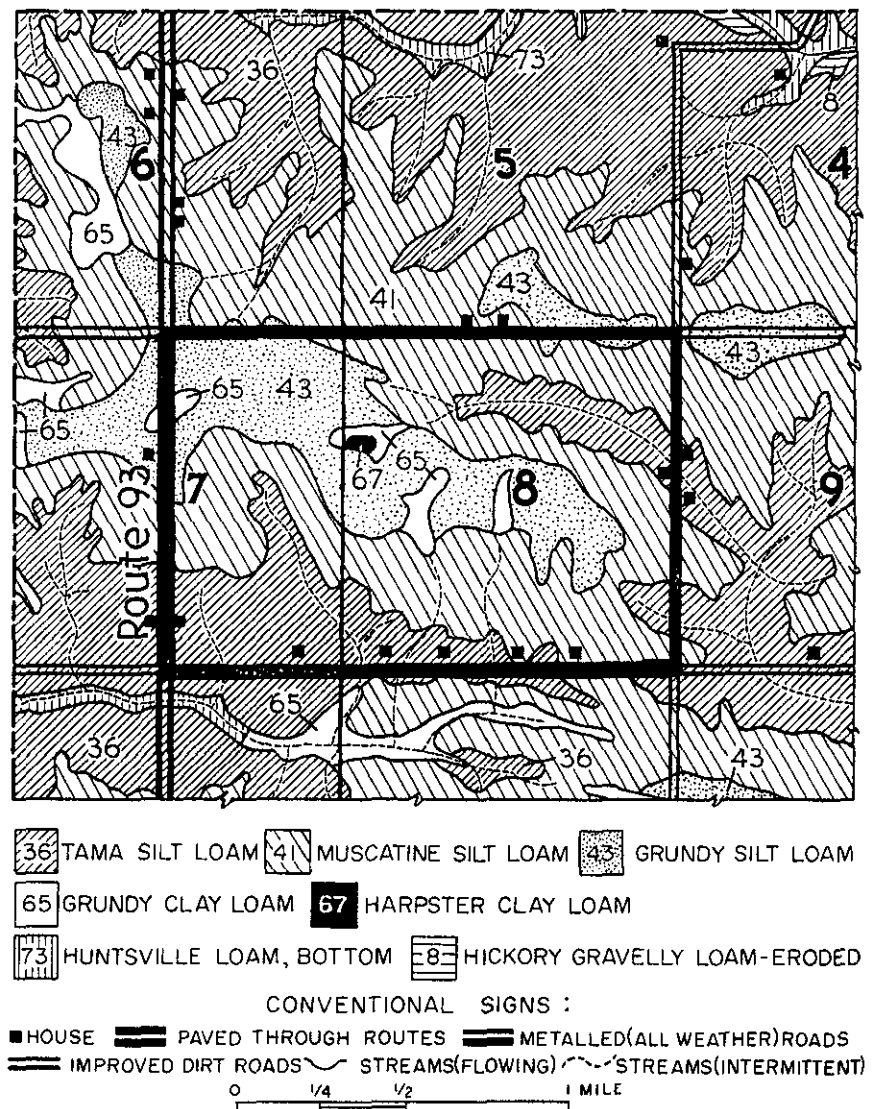 36
73
8
43
6
5
4
65
43
41
43
65
43
65
67
65
7
8
9
Route 93
65
36
36
43
36 TAMA SILT LOAM 41 MUSCATINE SILT LOAM 43 GRUNDY SILT LOAM
65 GRUNDY CLAY LOAM 67 HARPSTER CLAY LOAM
73 HUNTSVILLE LOAM, BOTTOM 8 HICKORY GRAVELLY LOAM-ERODED
CONVENTIONAL SIGNS :
HOUSE PAVED THROUGH ROUTES METALLED(ALL WEATHER)ROADS
IMPROVED DIRT ROADS STREAMS(FLOWING) STREAMS(INTERMITTENT)
0 1/4 1/2 1 MILE